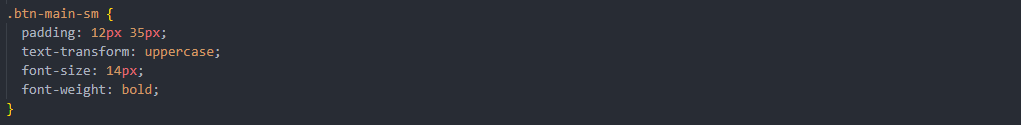 .btn-main-sm {
  padding: 12px 35px;
  text-transform: uppercase;
  font-size: 14px;
  font-weight: bold;
}